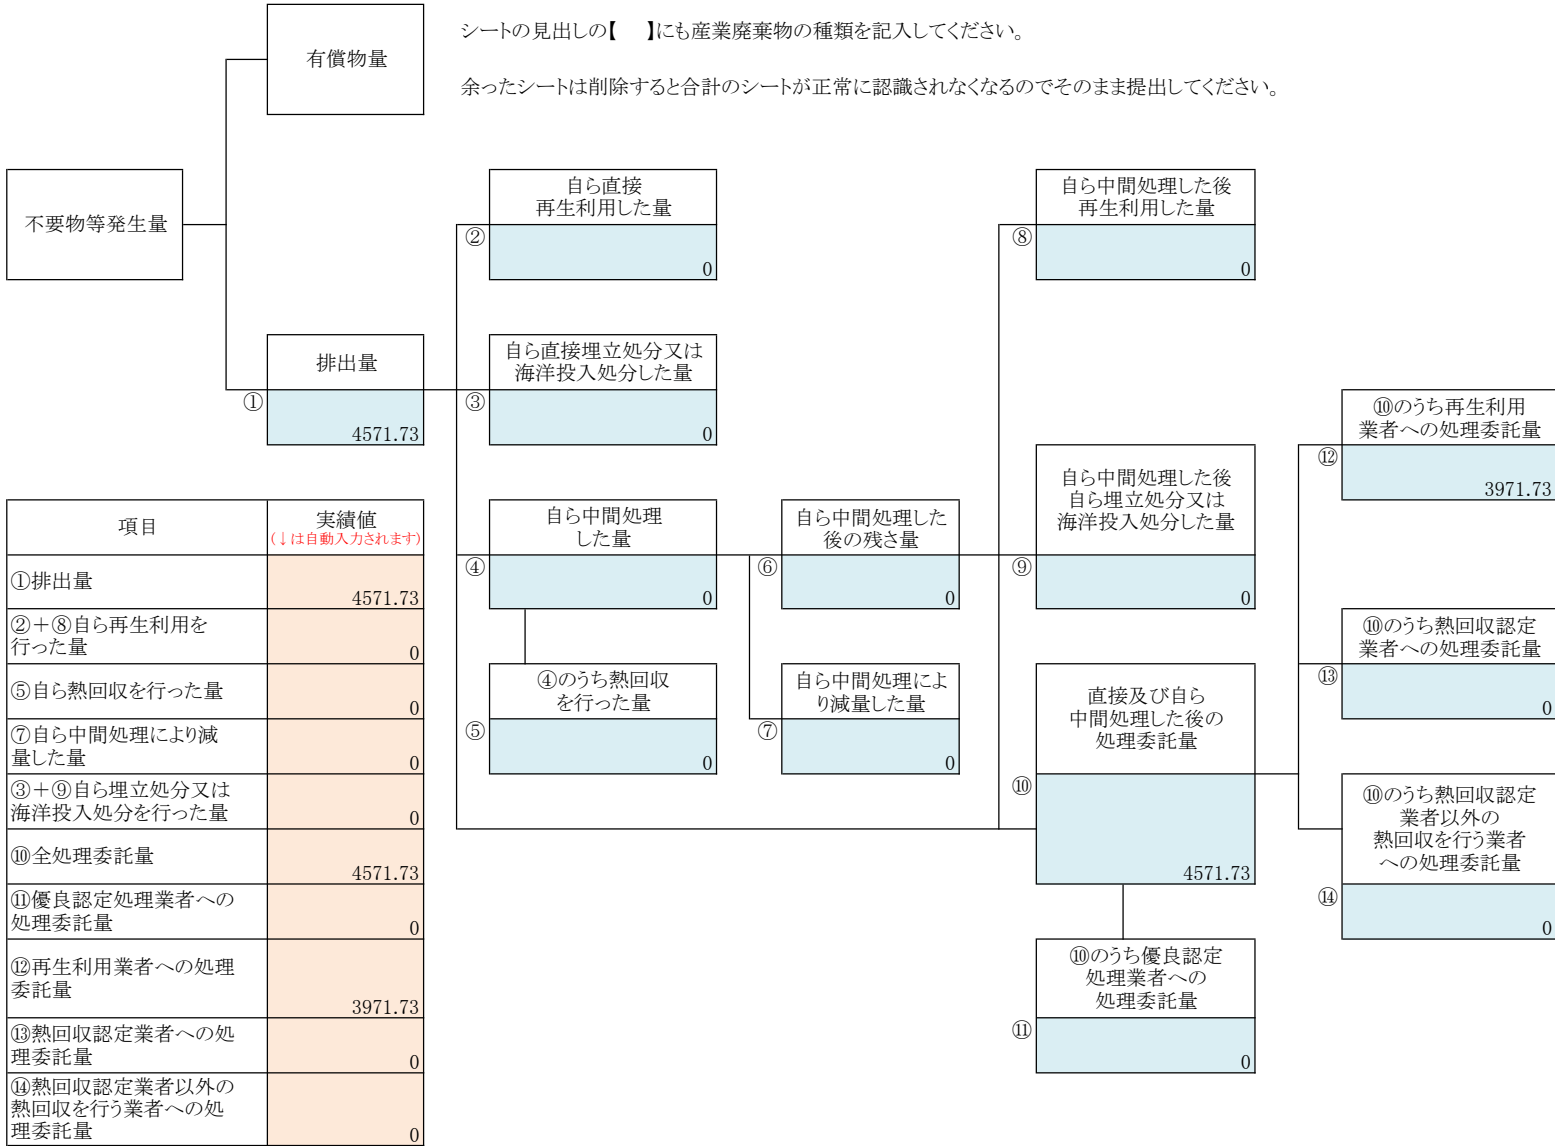 有償物量
シートの見出しの【　】にも産業廃棄物の種類を記入してください。
余ったシートは削除すると合計のシートが正常に認識されなくなるのでそのまま提出してください。
不要物等発生量
自ら直接
再生利用した量
②
0
自ら中間処理した後
再生利用した量
⑧
0
排出量
①
4571.73
自ら直接埋立処分又は
海洋投入処分した量
③
0
⑩のうち再生利用
業者への処理委託量
⑫
3971.73
自ら中間処理
した量
④
0
自ら中間処理した
後の残さ量
⑥
0
自ら中間処理した後
自ら埋立処分又は
海洋投入処分した量
⑨
0
⑩のうち熱回収認定
業者への処理委託量
⑬
0
④のうち熱回収
を行った量
⑤
0
自ら中間処理によ
り減量した量
⑦
0
直接及び自ら
中間処理した後の
処理委託量
⑩
4571.73
⑩のうち熱回収認定
業者以外の
熱回収を行う業者
への処理委託量
⑭
0
⑩のうち優良認定
処理業者への
処理委託量
⑪
0
項目
実績値
(↓は自動入力されます)
①排出量
4571.73
②＋⑧自ら再生利用を
行った量
0
⑤自ら熱回収を行った量
0
⑦自ら中間処理により減
量した量
0
③＋⑨自ら埋立処分又は
海洋投入処分を行った量
0
⑩全処理委託量
4571.73
⑪優良認定処理業者への
処理委託量
0
⑫再生利用業者への処理
委託量
3971.73
⑬熱回収認定業者への処
理委託量
0
⑭熱回収認定業者以外の
熱回収を行う業者への処
理委託量
0